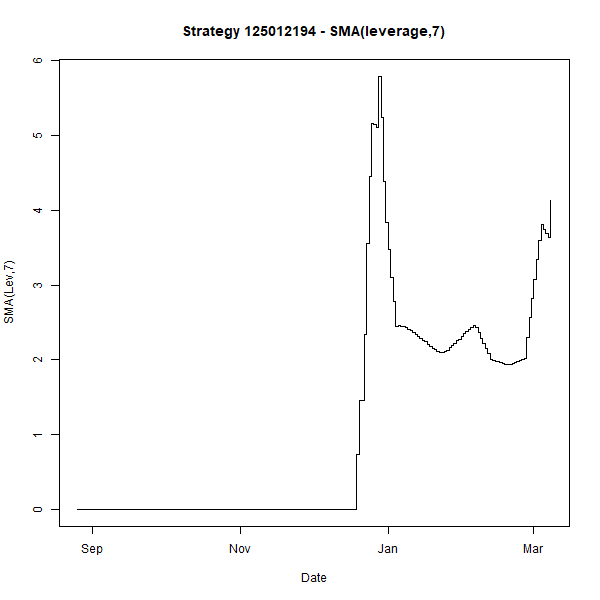 Strategy 125012194 - SMA(leverage,7)
6
5
4
3
2
1
0
SMA(Lev,7)
Sep
Nov
Jan
Mar
Date